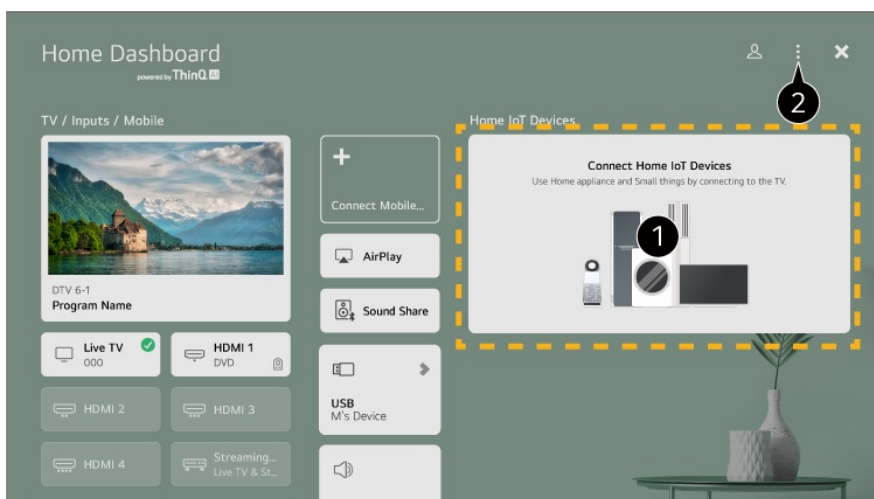 Home Dashboard
powered by ThinQ AI
2
TV / Inputs / Mobile
Home IoT Devices
Connect Home IoT Devices
Use Home appliance and Small things by connecting to the TV.
1
Connect Mobile...
AirPlay
Sound Share
DTV 6-1
Program Name
Live TV
000
HDMI 1
DVD
USB
M's Device
HDMI 2
HDMI 3
HDMI 4
Streaming...
Live TV & St...